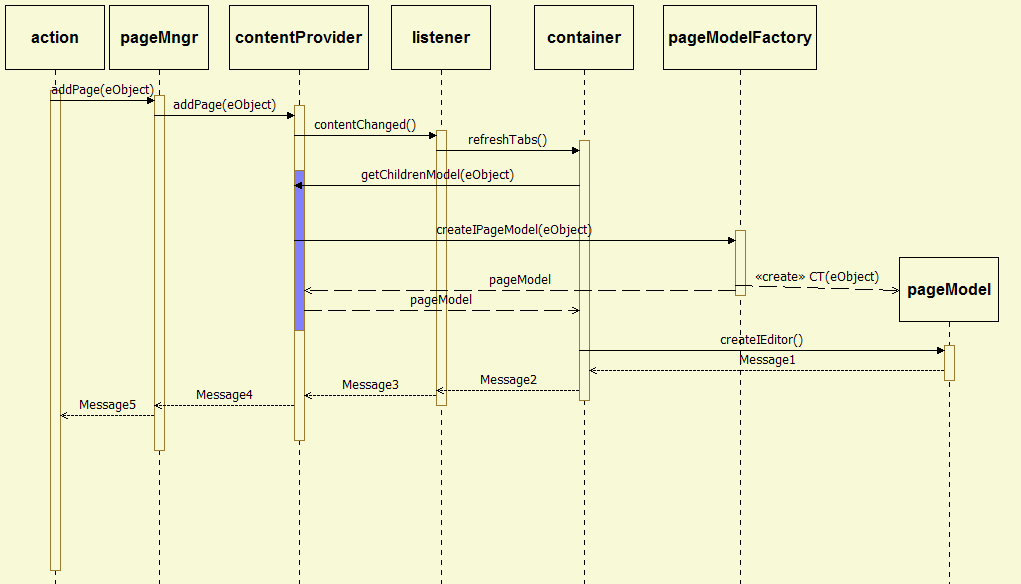 action
pageMngr
contentProvider
listener
container
pageModelFactory
addPage(eObject)
addPage(eObject)
contentChanged()
refreshTabs()
getChildrenModel(eObject)
createIPageModel(eObject)
«create» CT(eObject)
pageModel
pageModel
pageModel
createIEditor()
Message1
Message2
Message3
Message4
Message5